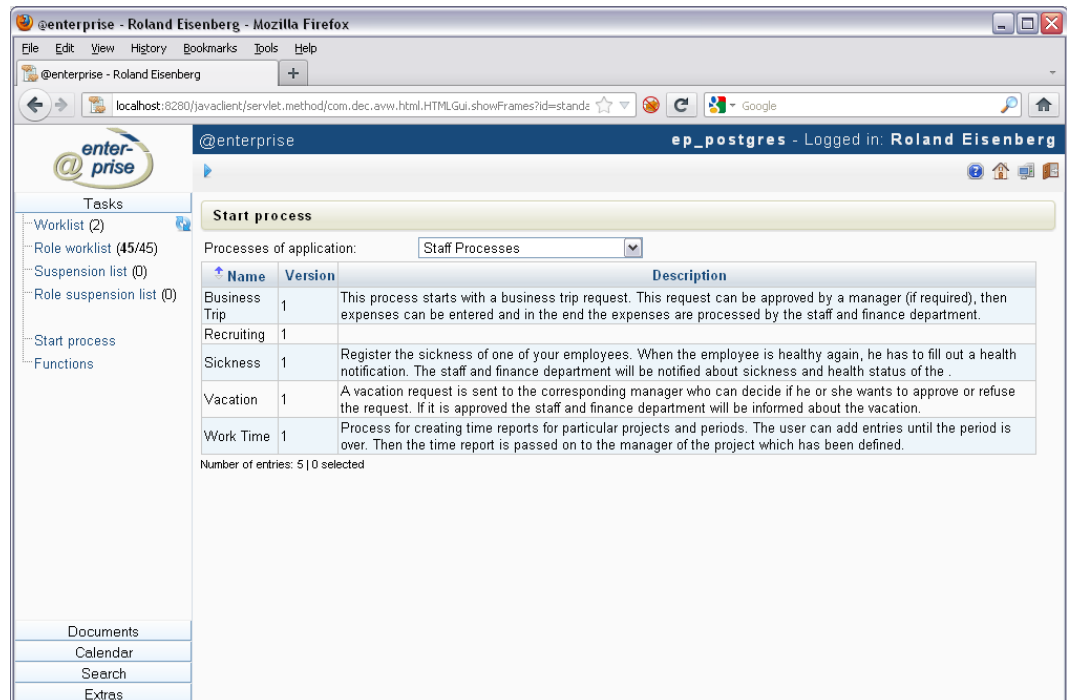 @enterprise - Roland Eisenberg - Mozilla Firefox
File Edit View History Bookmarks Tools Help
@enterprise - Roland Eisenberg +
localhost:8280/javaclient/servlet.method/com.dec.avw.html.HTMLGui.showFrames?id=standa
Google
enter-
@ prise
@enterprise
ep_postgres - Logged in: Roland Eisenberg
Tasks
Worklist (2)
Role worklist (45/45)
Suspension list (0)
Role suspension list (0)
Start process
Functions
Start process
Processes of application: Staff Processes
Name Version Description
Business
Trip
1
This process starts with a business trip request. This request can be approved by a manager (if required), then
expenses can be entered and in the end the expenses are processed by the staff and finance department.
Recruiting 1
Sickness 1
Register the sickness of one of your employees. When the employee is healthy again, he has to fill out a health
notification. The staff and finance department will be notified about sickness and health status of the .
Vacation 1
A vacation request is sent to the corresponding manager who can decide if he or she wants to approve or refuse
the request. If it is approved the staff and finance department will be informed about the vacation.
Work Time 1
Process for creating time reports for particular projects and periods. The user can add entries until the period is
over. Then the time report is passed on to the manager of the project which has been defined.
Number of entries: 5 | 0 selected
Documents
Calendar
Search
Extras